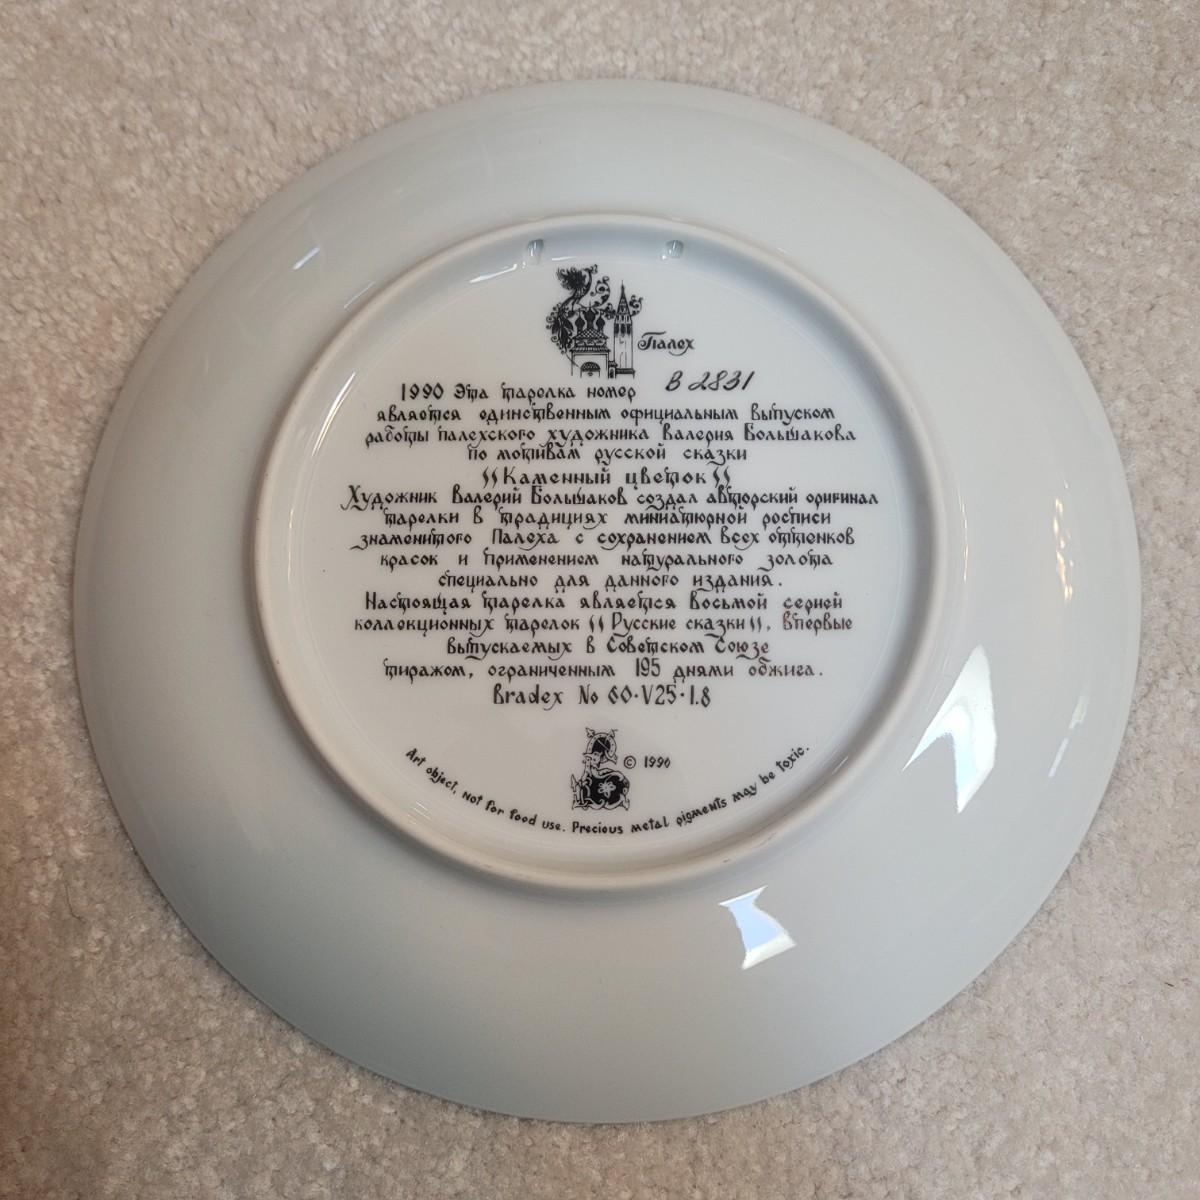 Палех
1990 Эта тарелка номер B 2831
является единственным официальным выпуском
работы палехского художника Валерия Большакова
по мотивам русской сказки
"Каменный цветок"
Художник Валерий Большаков создал авторский оригинал
тарелки в традициях миниатюрной росписи
знаменитого Палеха с сохранением всех оттенков
красок и применением натурального золота
специально для данного издания.
Настоящая тарелка является восьмой серией
коллекционных тарелок "Русские сказки", впервые
выпускаемых в Советском Союзе
тиражом, ограниченным 195 днями обжига.
Bradex No 60·V25·1.8
© 1990
Art object, not for food use. Precious metal pigments may be toxic.